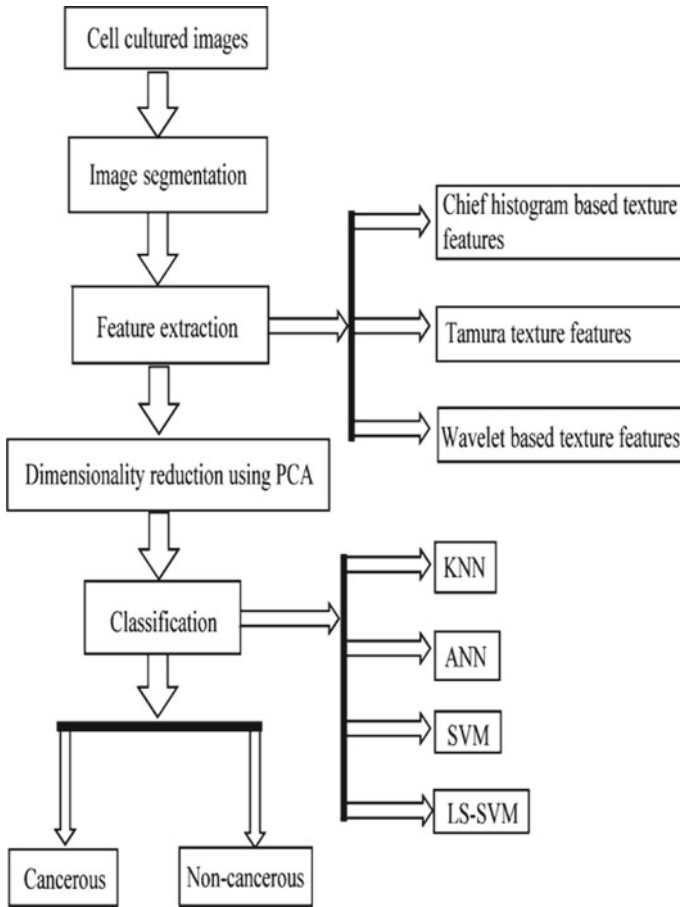 Cell cultured images
Image segmentation
Chief histogram based texture
features
Feature extraction
Tamura texture features
Wavelet based texture features
Dimensionality reduction using PCA
KNN
Classification
ANN
SVM
LS-SVM
Cancerous
Non-cancerous